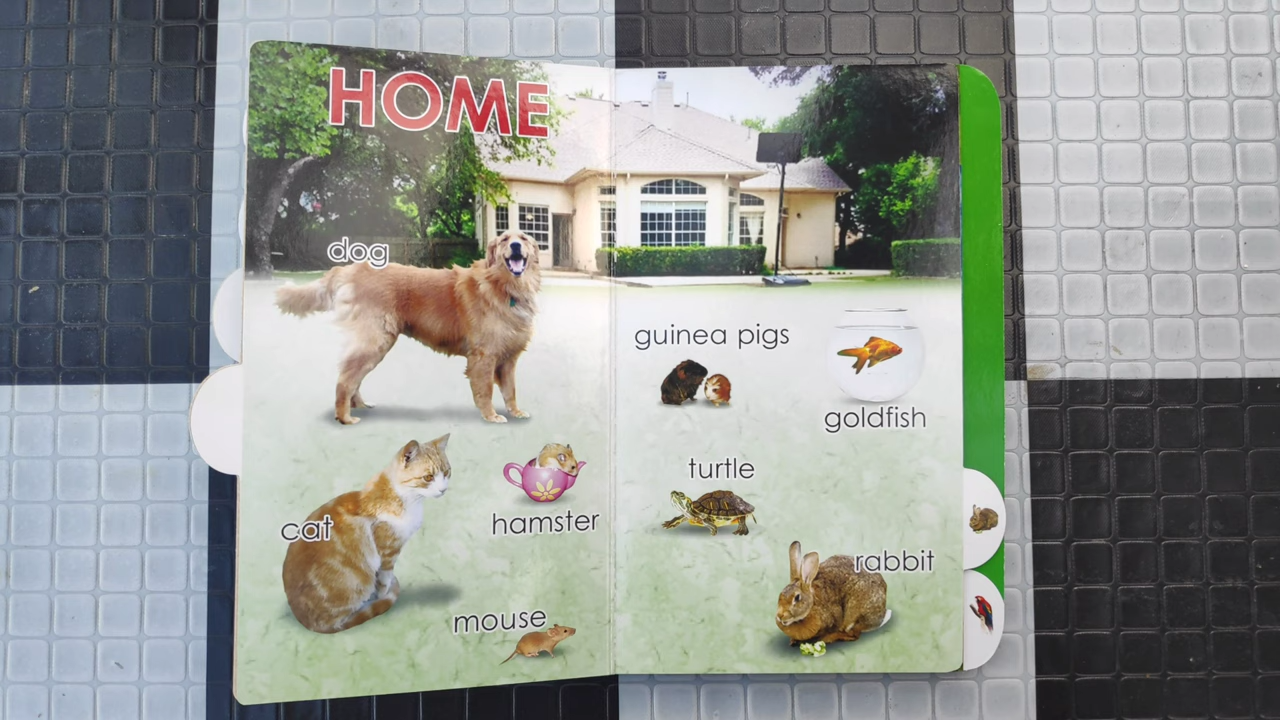 HOME
dog
guinea pigs
goldfish
turtle
cat
hamster
rabbit
mouse